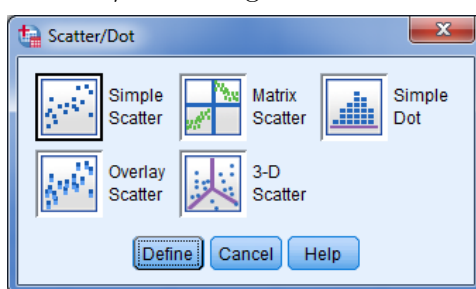 Scatter/Dot
Simple
Scatter
Matrix
Scatter
Simple
Dot
Overlay
Scatter
3-D
Scatter
Define
Cancel
Help